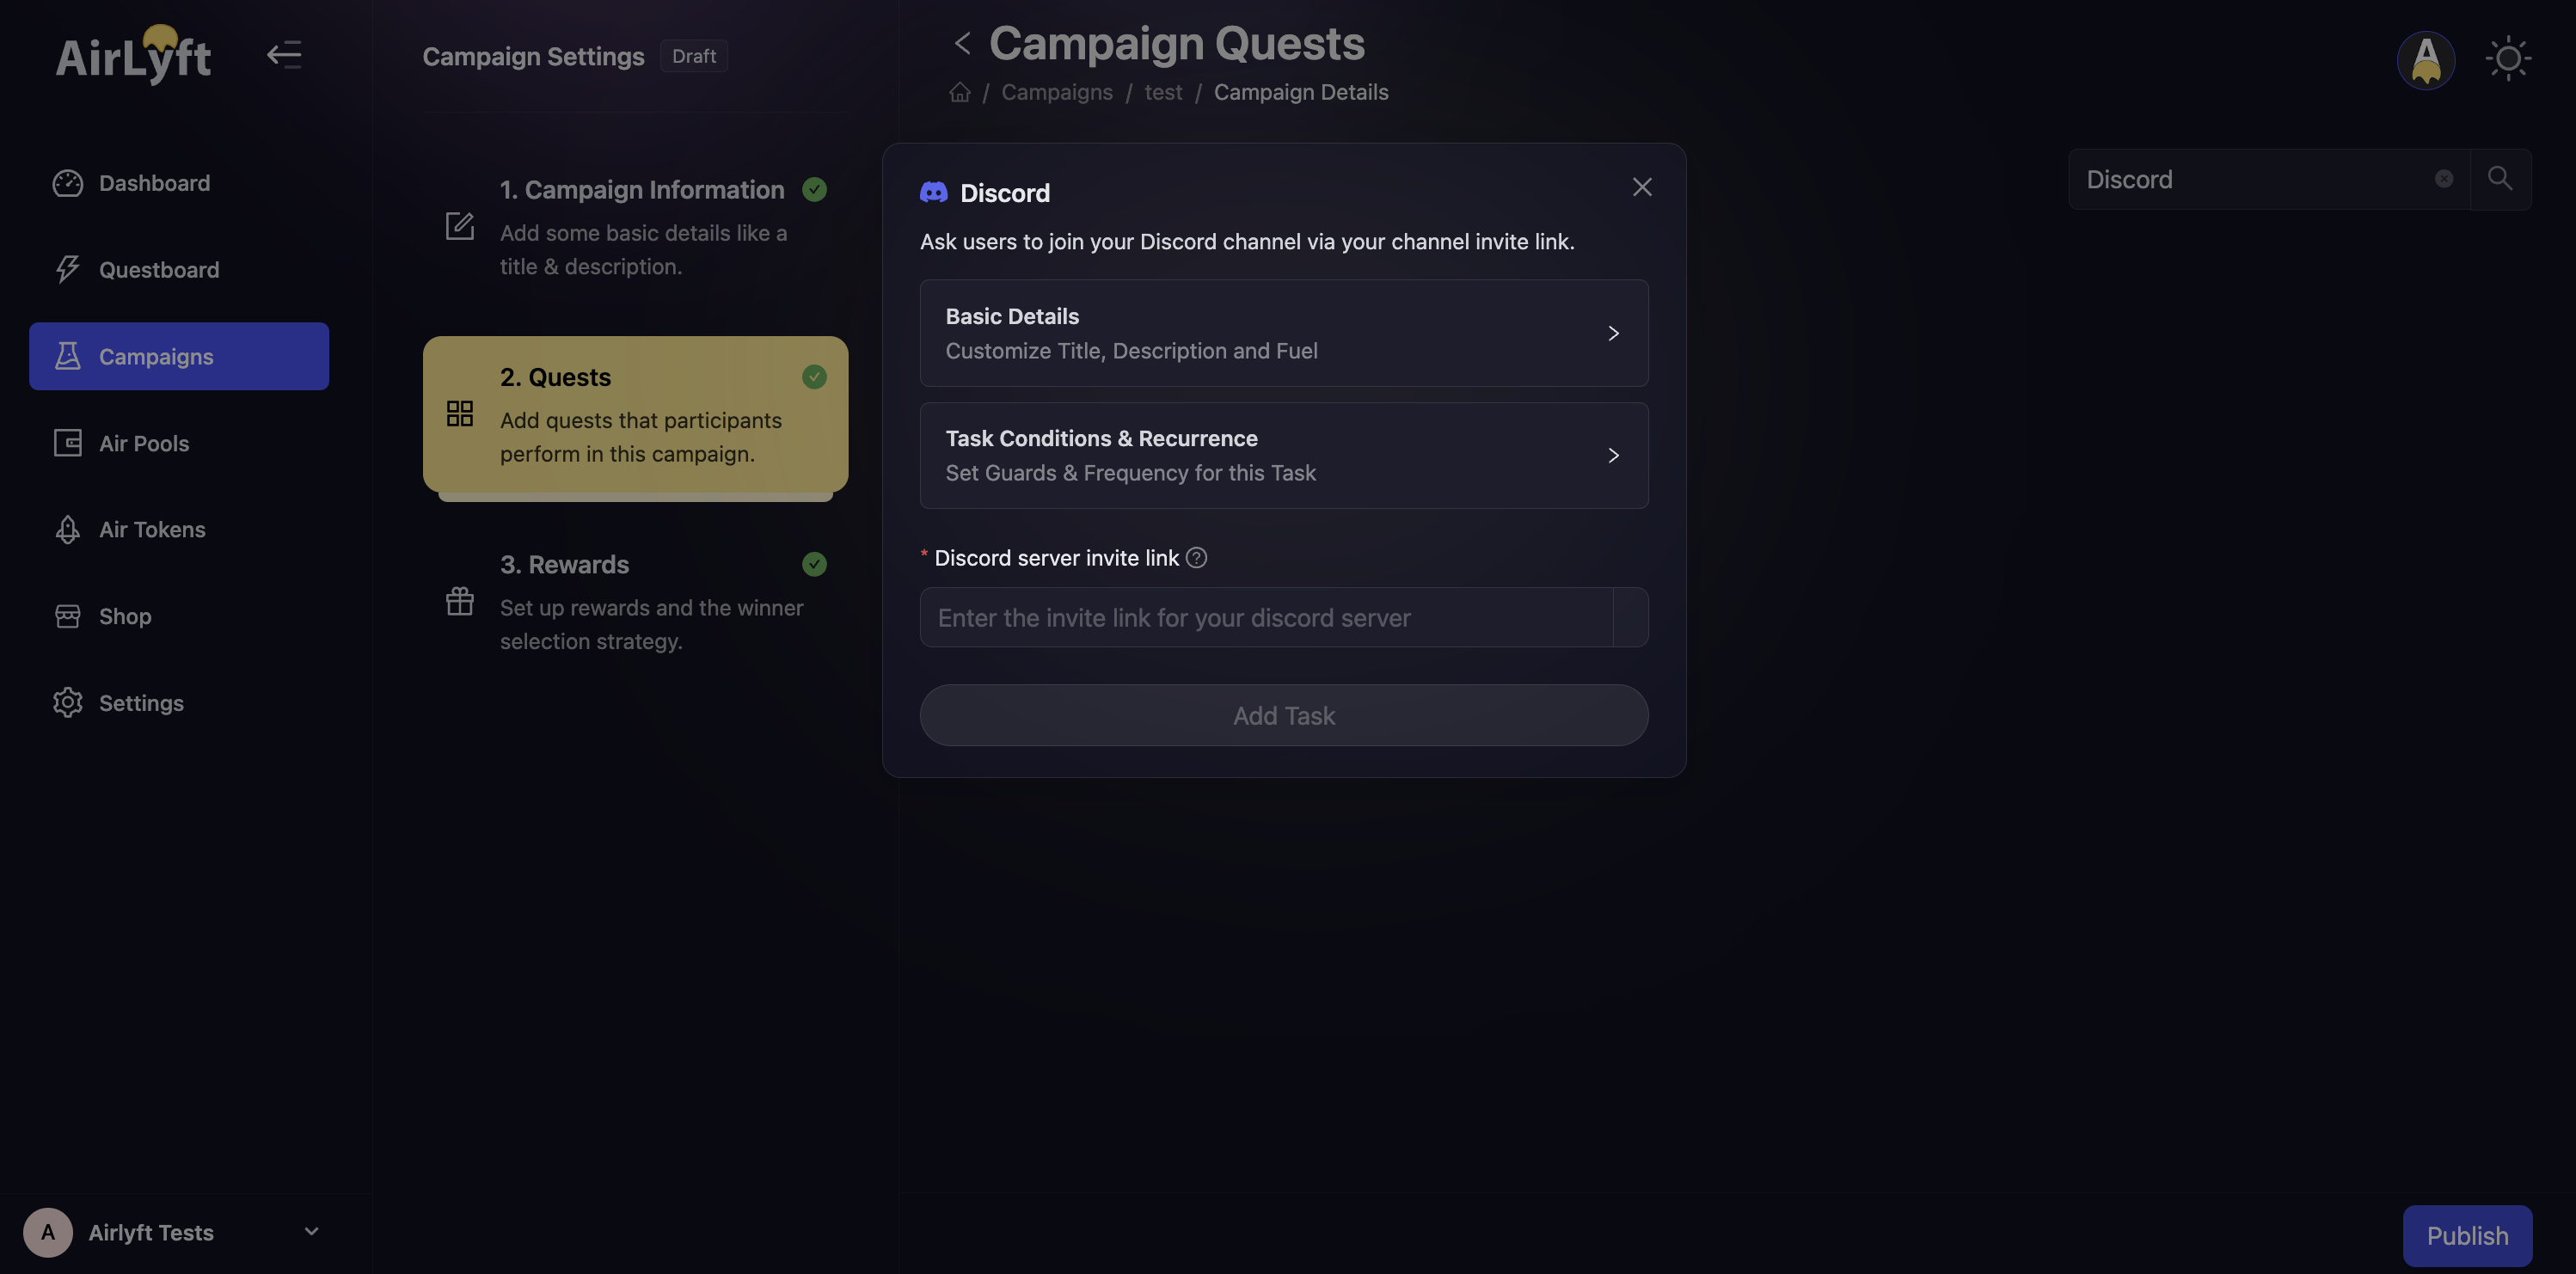 AirLyft
Dashboard
Questboard
Campaigns
Air Pools
Air Tokens
Shop
Settings
A
Airlyft Tests
Campaign Settings
Draft
1. Campaign Information
Add some basic details like a
title & description.
2. Quests
Add quests that participants
perform in this campaign.
3. Rewards
Set up rewards and the winner
selection strategy.
Campaign Quests
/ Campaigns / test / Campaign Details
A
Discord
Discord
Ask users to join your Discord channel via your channel invite link.
Basic Details
Customize Title, Description and Fuel
Task Conditions & Recurrence
Set Guards & Frequency for this Task
* Discord server invite link ?
Enter the invite link for your discord server
Add Task
Publish